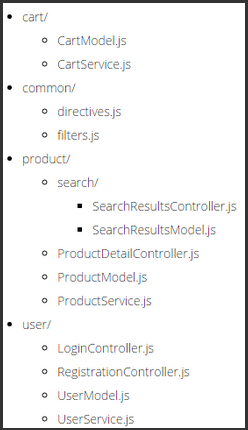 cart/
CartModel.js
CartService.js
common/
directives.js
filters.js
product/
search/
SearchResultsController.js
SearchResultsModel.js
ProductDetailController.js
ProductModel.js
ProductService.js
user/
LoginController.js
RegistrationController.js
UserModel.js
UserService.js